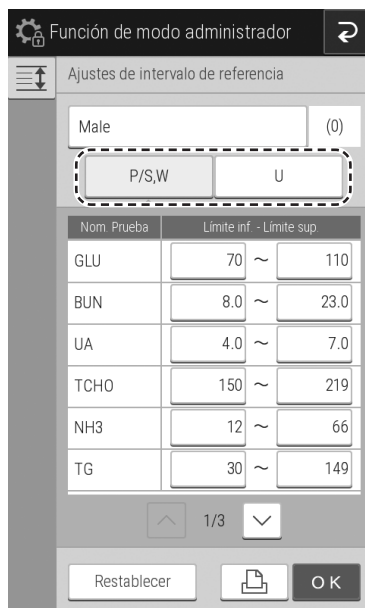 Función de modo administrador
Ajustes de intervalo de referencia
Male (0)
P/S,W U
Nom. Prueba Límite inf. - Límite sup.
GLU 70 ~ 110
BUN 8.0 ~ 23.0
UA 4.0 ~ 7.0
TCHO 150 ~ 219
NH3 12 ~ 66
TG 30 ~ 149
1/3
Restablecer OK